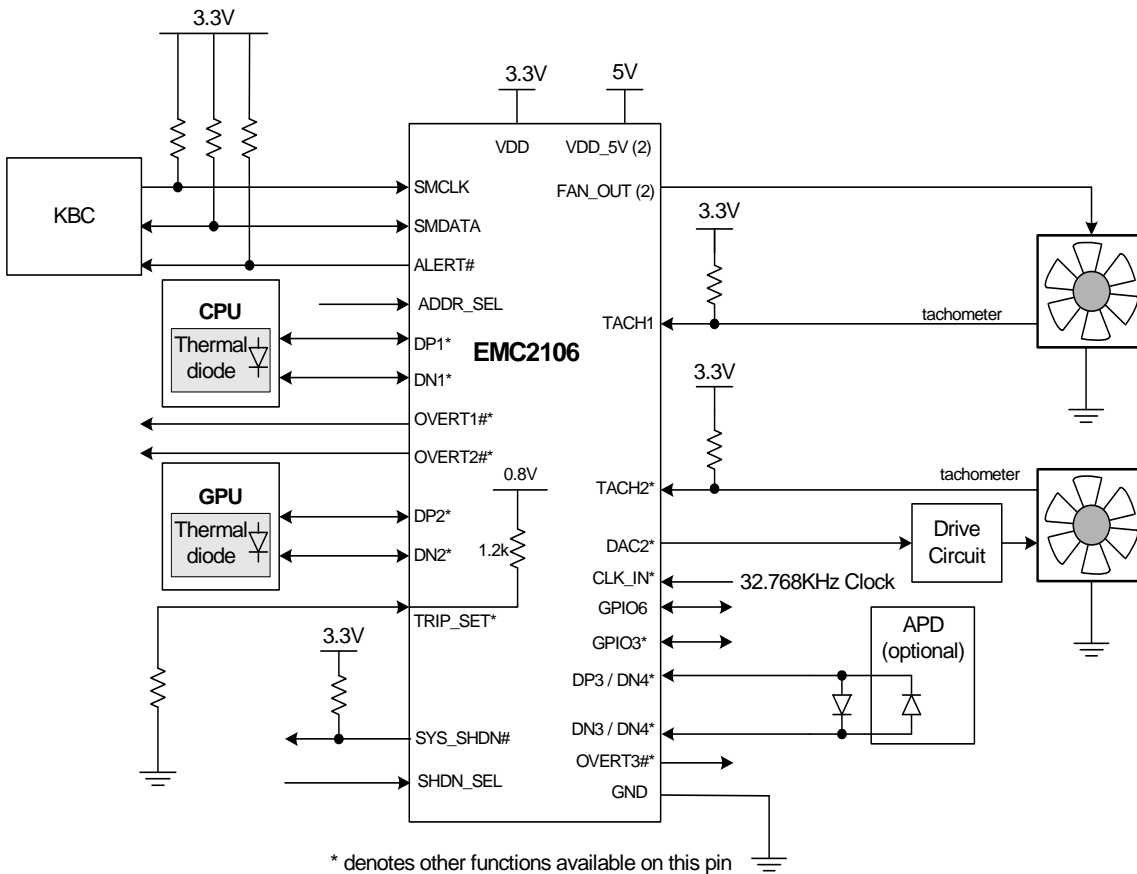 3.3V
3.3V
5V
VDD
VDD_5V (2)
FAN_OUT (2)
KBC
SMCLK
SMDATA
ALERT#
ADDR_SEL
CPU
Thermal
diode
DP1*
DN1*
EMC2106
OVERT1#*
OVERT2#*
GPU
Thermal
diode
DP2*
DN2*
0.8V
1.2k
TRIP_SET*
3.3V
SYS_SHDN#
SHDN_SEL
3.3V
TACH1
tachometer
3.3V
TACH2*
tachometer
DAC2*
Drive
Circuit
CLK_IN*
32.768KHz Clock
GPIO6
GPIO3*
APD
(optional)
DP3 / DN4*
DN3 / DN4*
OVERT3#*
GND
* denotes other functions available on this pin